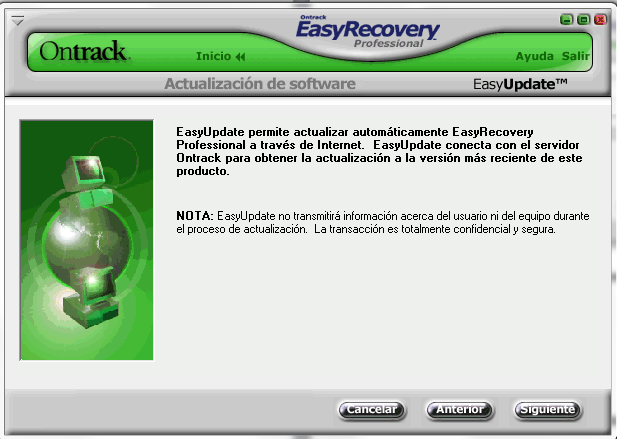 Ontrack
EasyRecovery™
Professional
Ontrack.
Inicio
Ayuda Salir
Actualización de software
EasyUpdate™
EasyUpdate permite actualizar automáticamente EasyRecovery
Professional a través de Internet. EasyUpdate conecta con el servidor
Ontrack para obtener la actualización a la versión más reciente de este
producto.
NOTA: EasyUpdate no transmitirá información acerca del usuario ni del equipo durante
el proceso de actualización. La transacción es totalmente confidencial y segura.
Cancelar Anterior Siguiente